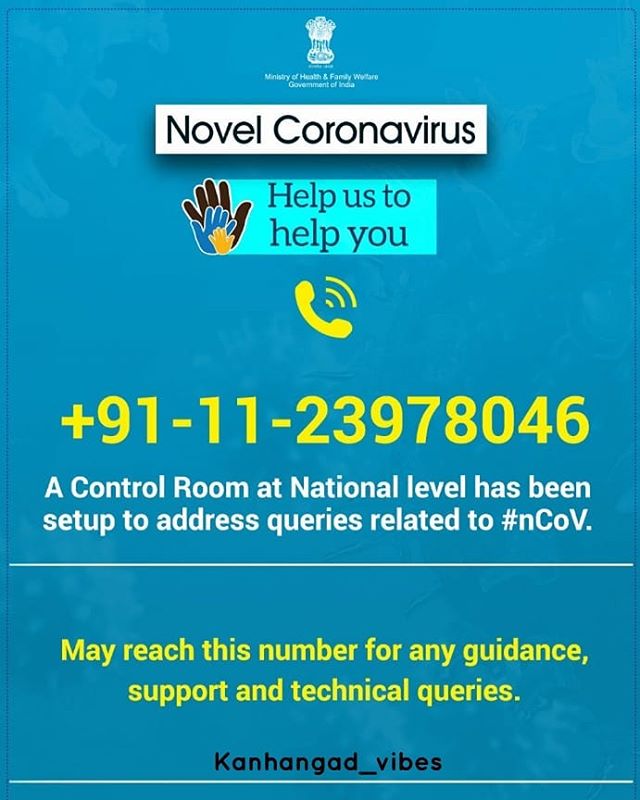 Ministry of Health & Family Welfare
Government of India
Novel Coronavirus
Help us to
help you
+91-11-23978046
A Control Room at National level has been
setup to address queries related to #nCoV.
May reach this number for any guidance,
support and technical queries.
Kanhangad_vibes